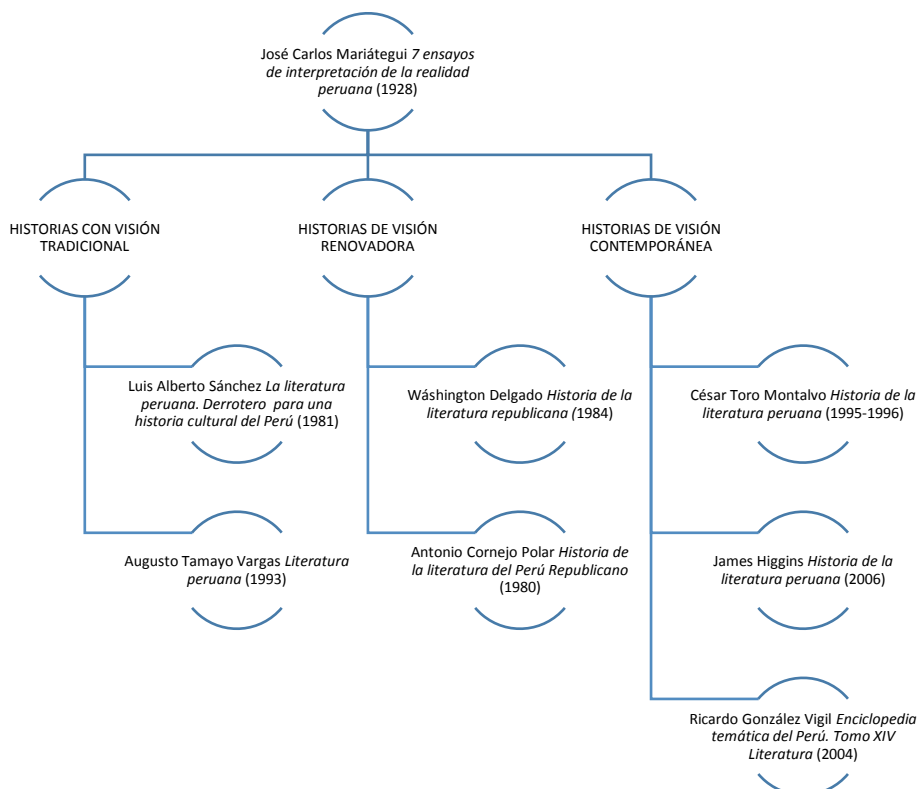 José Carlos Mariátegui 7 ensayos
de interpretación de la realidad
peruana (1928)
HISTORIAS CON VISIÓN
TRADICIONAL
HISTORIAS DE VISIÓN
RENOVADORA
HISTORIAS DE VISIÓN
CONTEMPORÁNEA
Luis Alberto Sánchez La literatura
peruana. Derrotero para una
historia cultural del Perú (1981)
Wáshington Delgado Historia de la
literatura republicana (1984)
César Toro Montalvo Historia de la
literatura peruana (1995-1996)
Augusto Tamayo Vargas Literatura
peruana (1993)
Antonio Cornejo Polar Historia de
la literatura del Perú Republicano
(1980)
James Higgins Historia de la
literatura peruana (2006)
Ricardo González Vigil Enciclopedia
temática del Perú. Tomo XIV
Literatura (2004)